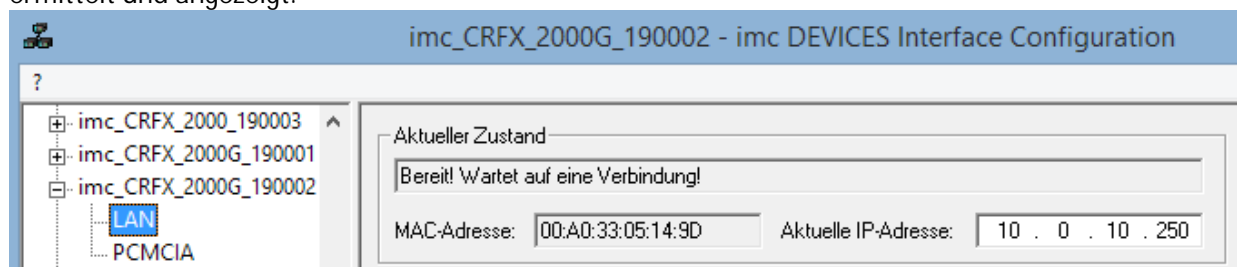 ermittelt und angezeigt.
imc_CRFX_2000G_190002 - imc DEVICES Interface Configuration
?
imc_CRFX_2000_190003
imc_CRFX_2000G_190001
imc_CRFX_2000G_190002
LAN
PCMCIA
Aktueller Zustand
Bereit! Wartet auf eine Verbindung!
MAC-Adresse: 00:A0:33:05:14:9D Aktuelle IP-Adresse: 10 . 0 . 10 . 250